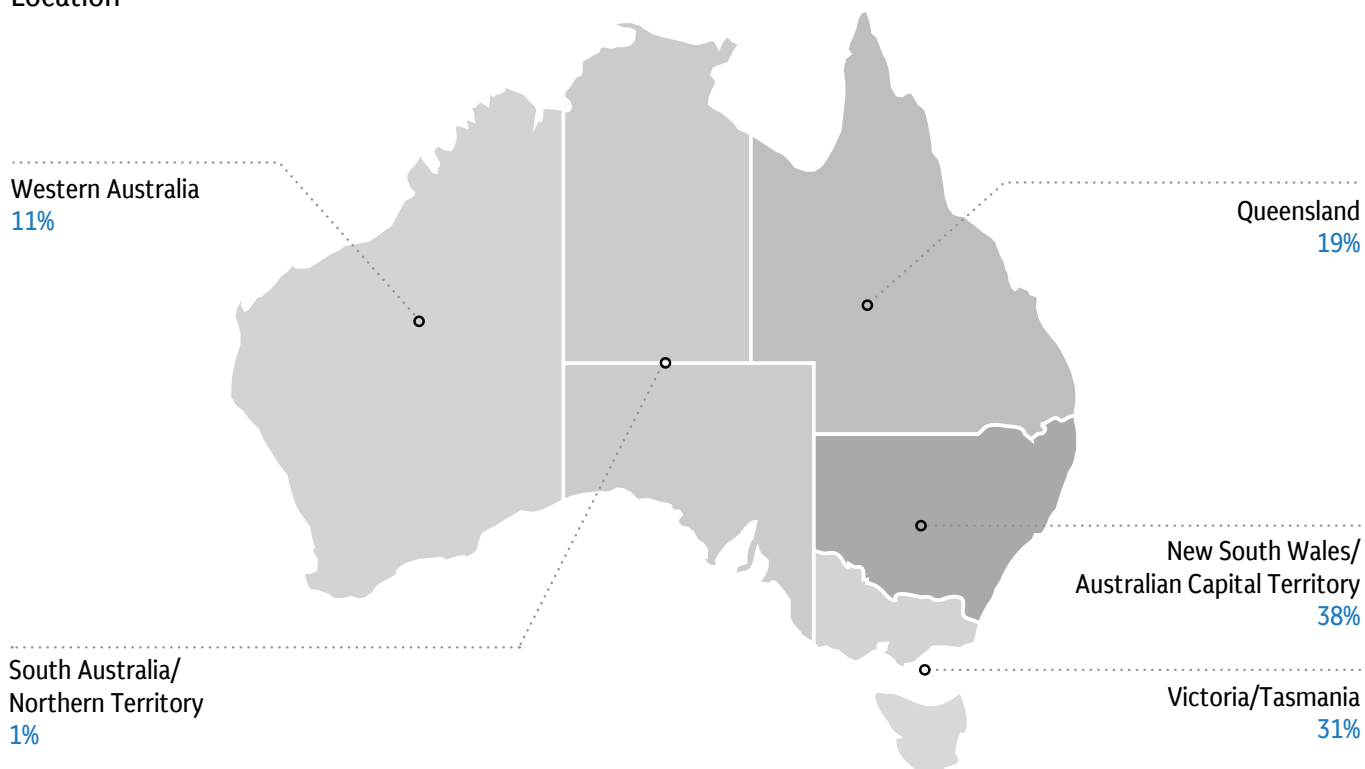 Location
Western Australia
11%
Queensland
19%
New South Wales/
Australian Capital Territory
38%
South Australia/
Northern Territory
1%
Victoria/Tasmania
31%